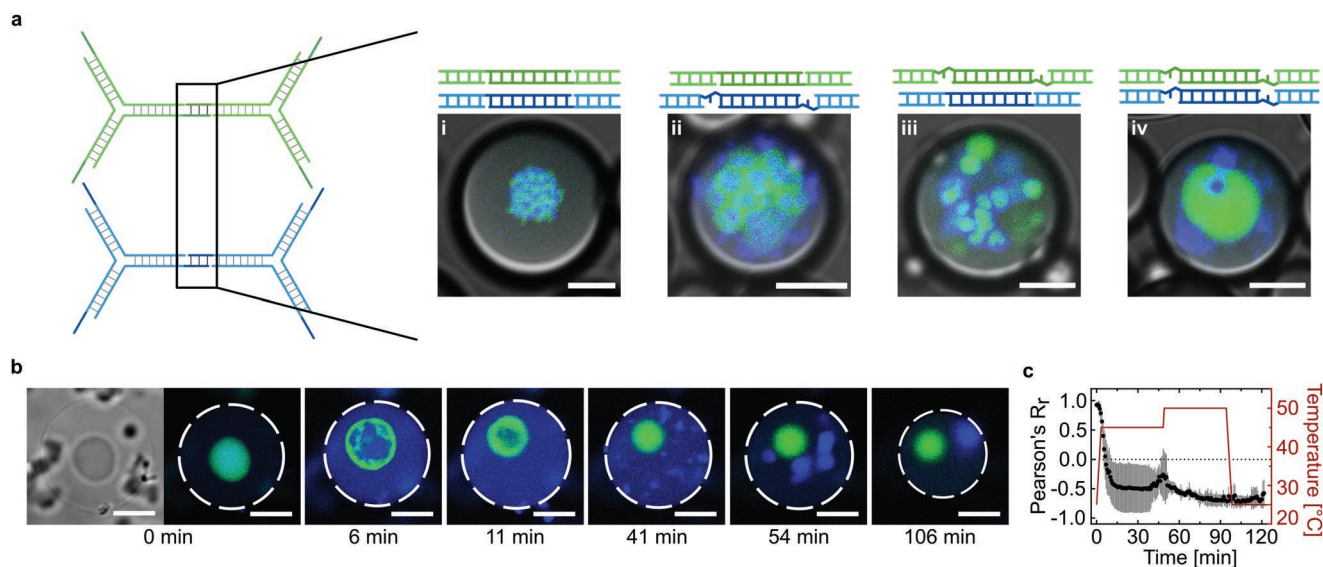 a
i
ii
iii
iv
b
0 min
6 min
11 min
41 min
54 min
106 min
c
Pearson's Rr
1.0
0.5
0.0
-0.5
-1.0
0
30
60
90
120
Time [min]
50
40
30
20
Temperature [°C]